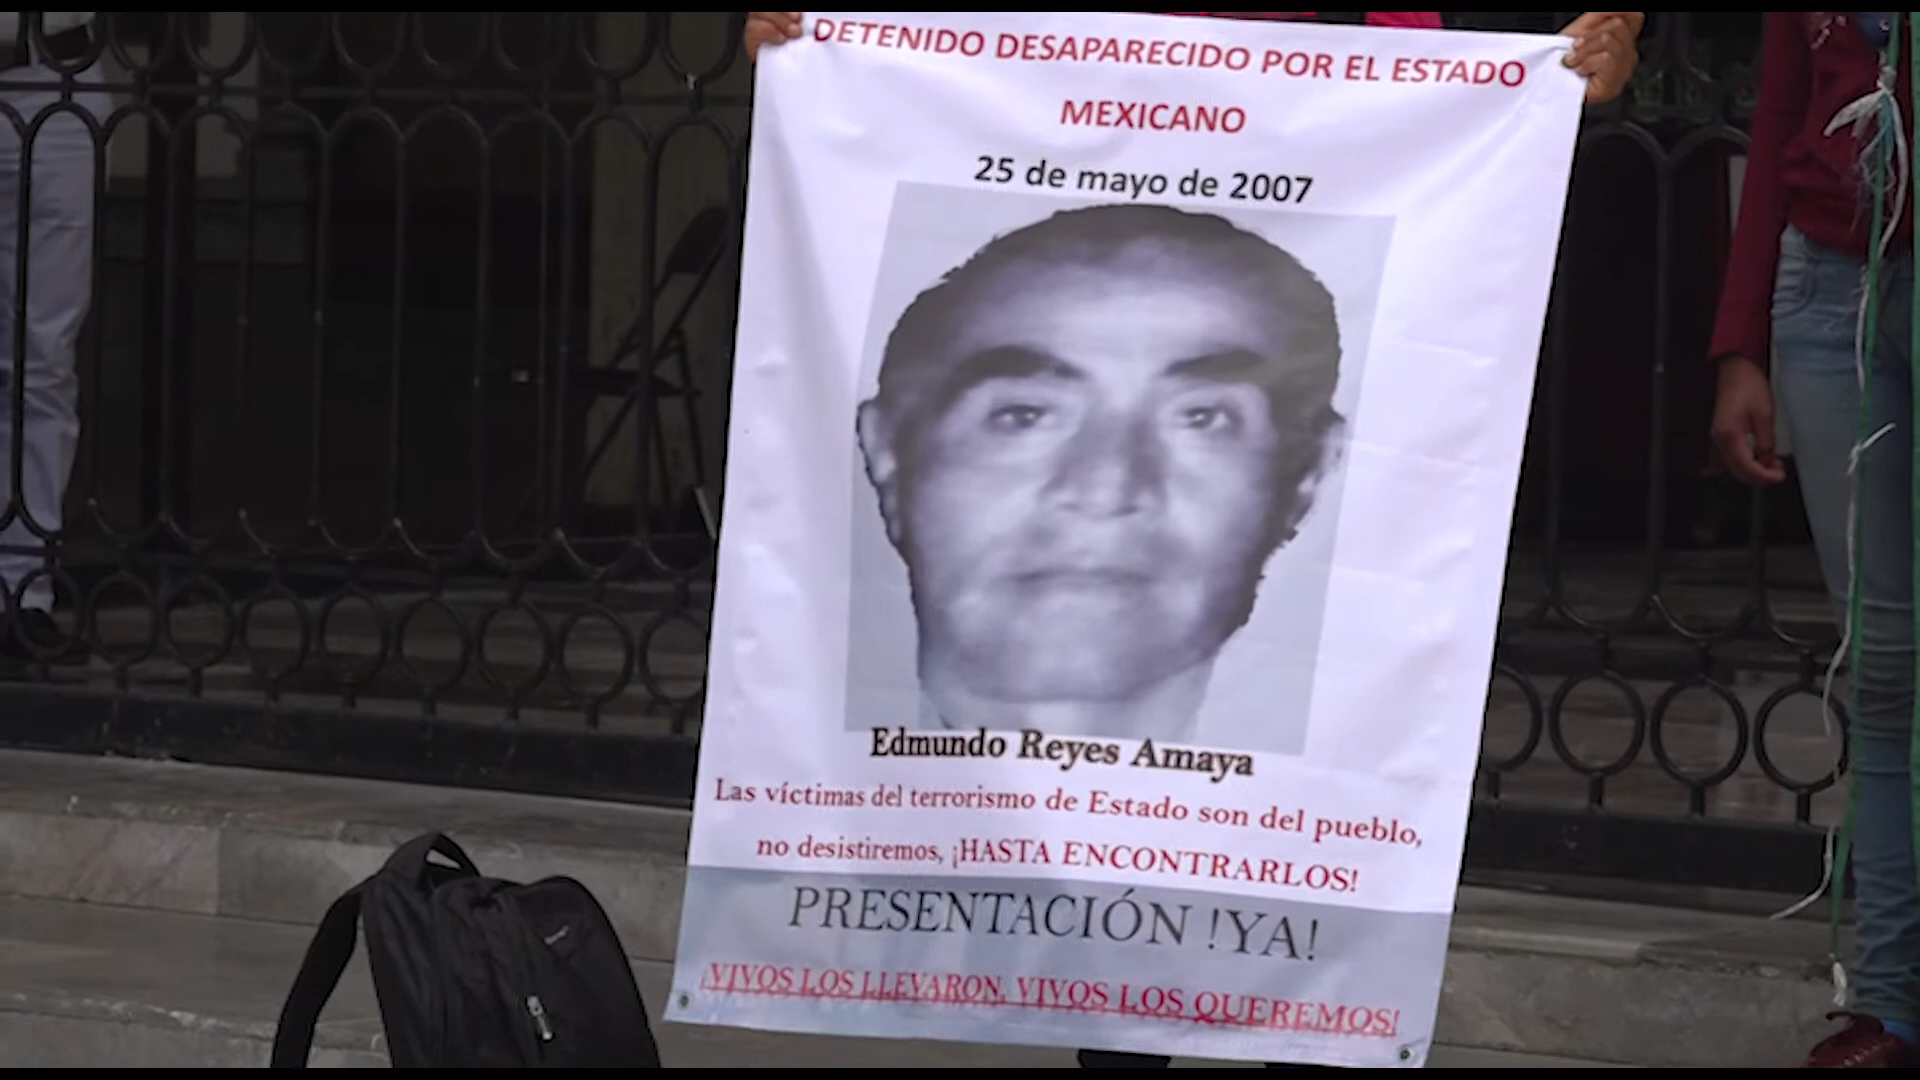 DETENIDO DESAPARECIDO POR EL ESTADO
MEXICANO
25 de mayo de 2007
Edmundo Reyes Amaya
Las víctimas del terrorismo de Estado son del pueblo,
no desistiremos, ¡HASTA ENCONTRARLOS!
PRESENTACIÓN !YA!
¡VIVOS LOS LLEVARON, VIVOS LOS QUEREMOS!